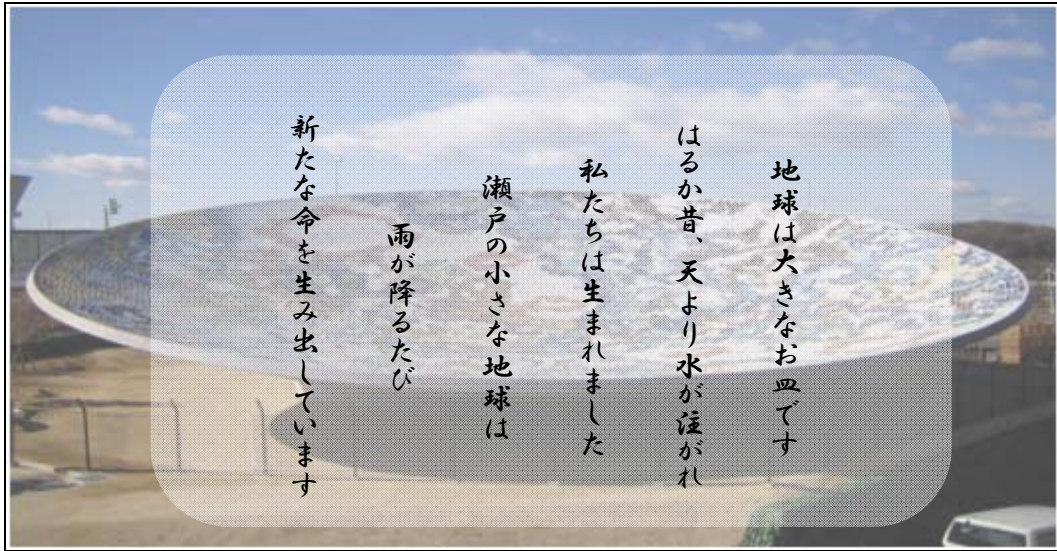 地球は大きなお皿です
はるか昔、天より水が注がれ
私たちは生まれました
瀬戸の小さな地球は
雨が降るたび
新たな命を生み出しています